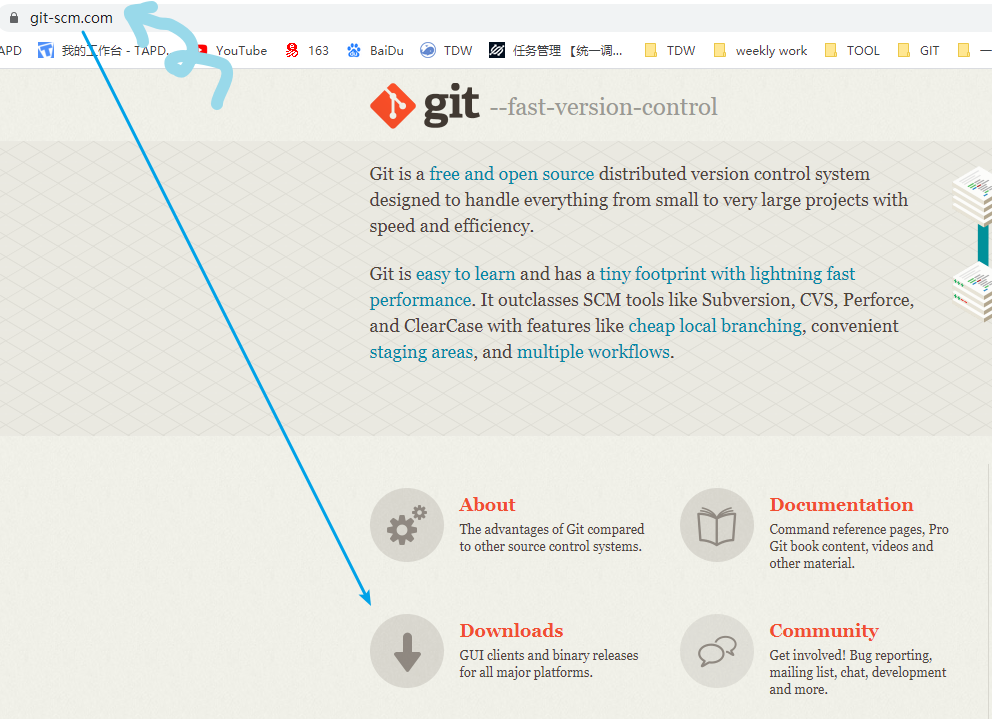 git-scm.com
APD 我的工作台 - TAPD. YouTube 163 BaiDu TDW 任务管理 【统一调... TDW weekly work TOOL GIT 一
git --fast-version-control
Git is a free and open source distributed version control system
designed to handle everything from small to very large projects with
speed and efficiency.
Git is easy to learn and has a tiny footprint with lightning fast
performance. It outclasses SCM tools like Subversion, CVS, Perforce,
and ClearCase with features like cheap local branching, convenient
staging areas, and multiple workflows.
About
The advantages of Git compared
to other source control systems.
Documentation
Command reference pages, Pro
Git book content, videos and
other material.
Downloads
GUI clients and binary releases
for all major platforms.
Community
Get involved! Bug reporting,
mailing list, chat, development
and more.